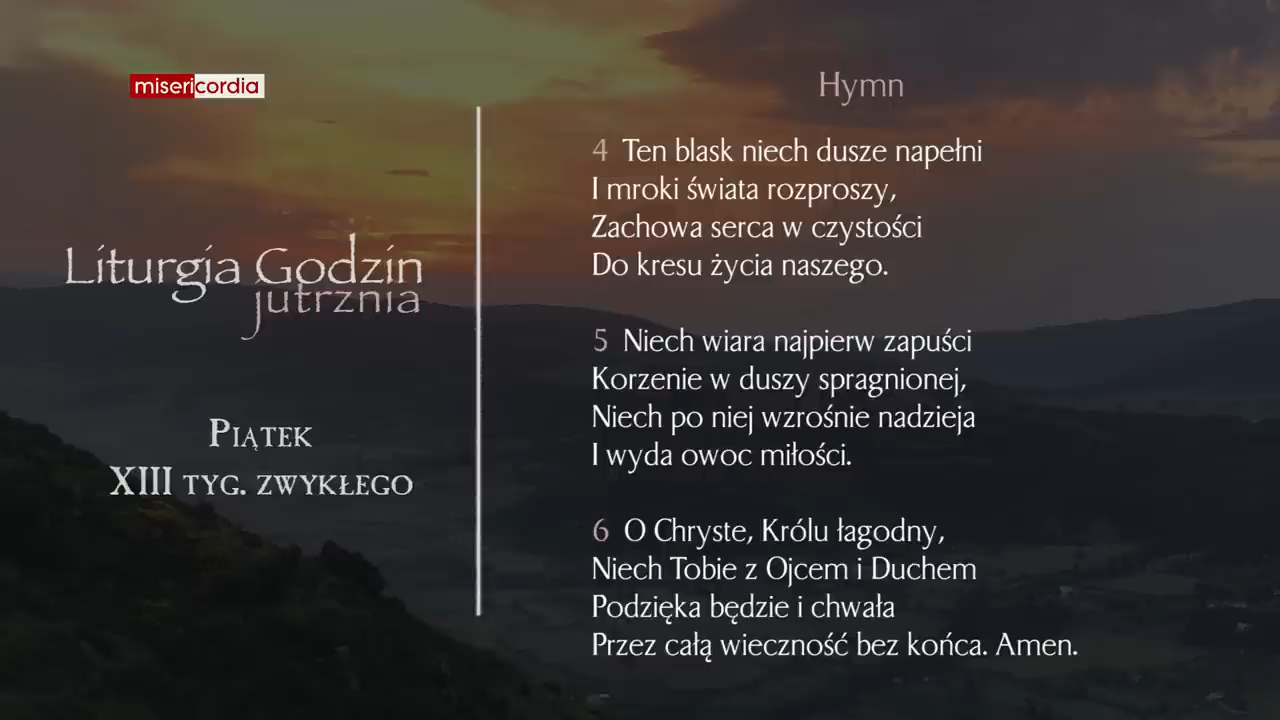 misericordia
Liturgia Godzin
jutrznia
Piątek
XIII tyg. zwykłego
Hymn
4 Ten blask niech dusze napełni
I mroki świata rozproszy,
Zachowa serca w czystości
Do kresu życia naszego.
5 Niech wiara najpierw zapuści
Korzenie w duszy spragnionej,
Niech po niej wzrośnie nadzieja
I wyda owoc miłości.
6 O Chryste, Królu łagodny,
Niech Tobie z Ojcem i Duchem
Podzięka będzie i chwała
Przez całą wieczność bez końca. Amen.